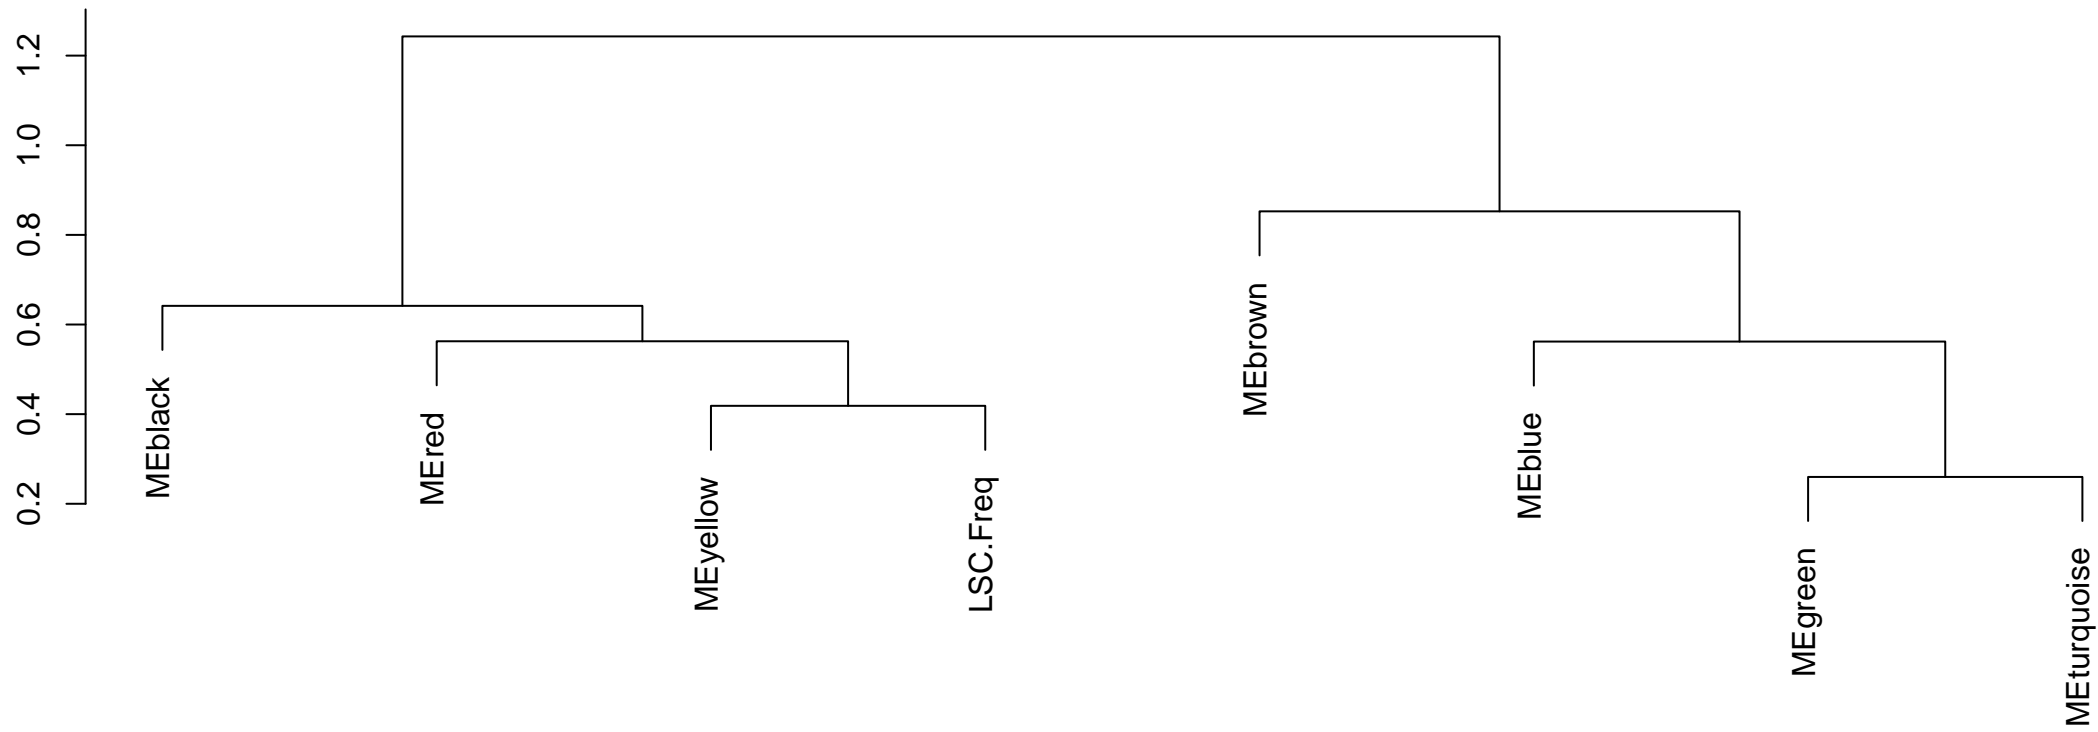 1.2
1.0
0.8
0.6
0.4
0.2
MEblack
MEred
MEyellow
LSC.Freq
MEbrown
MEblue
MEgreen
MEturquoise